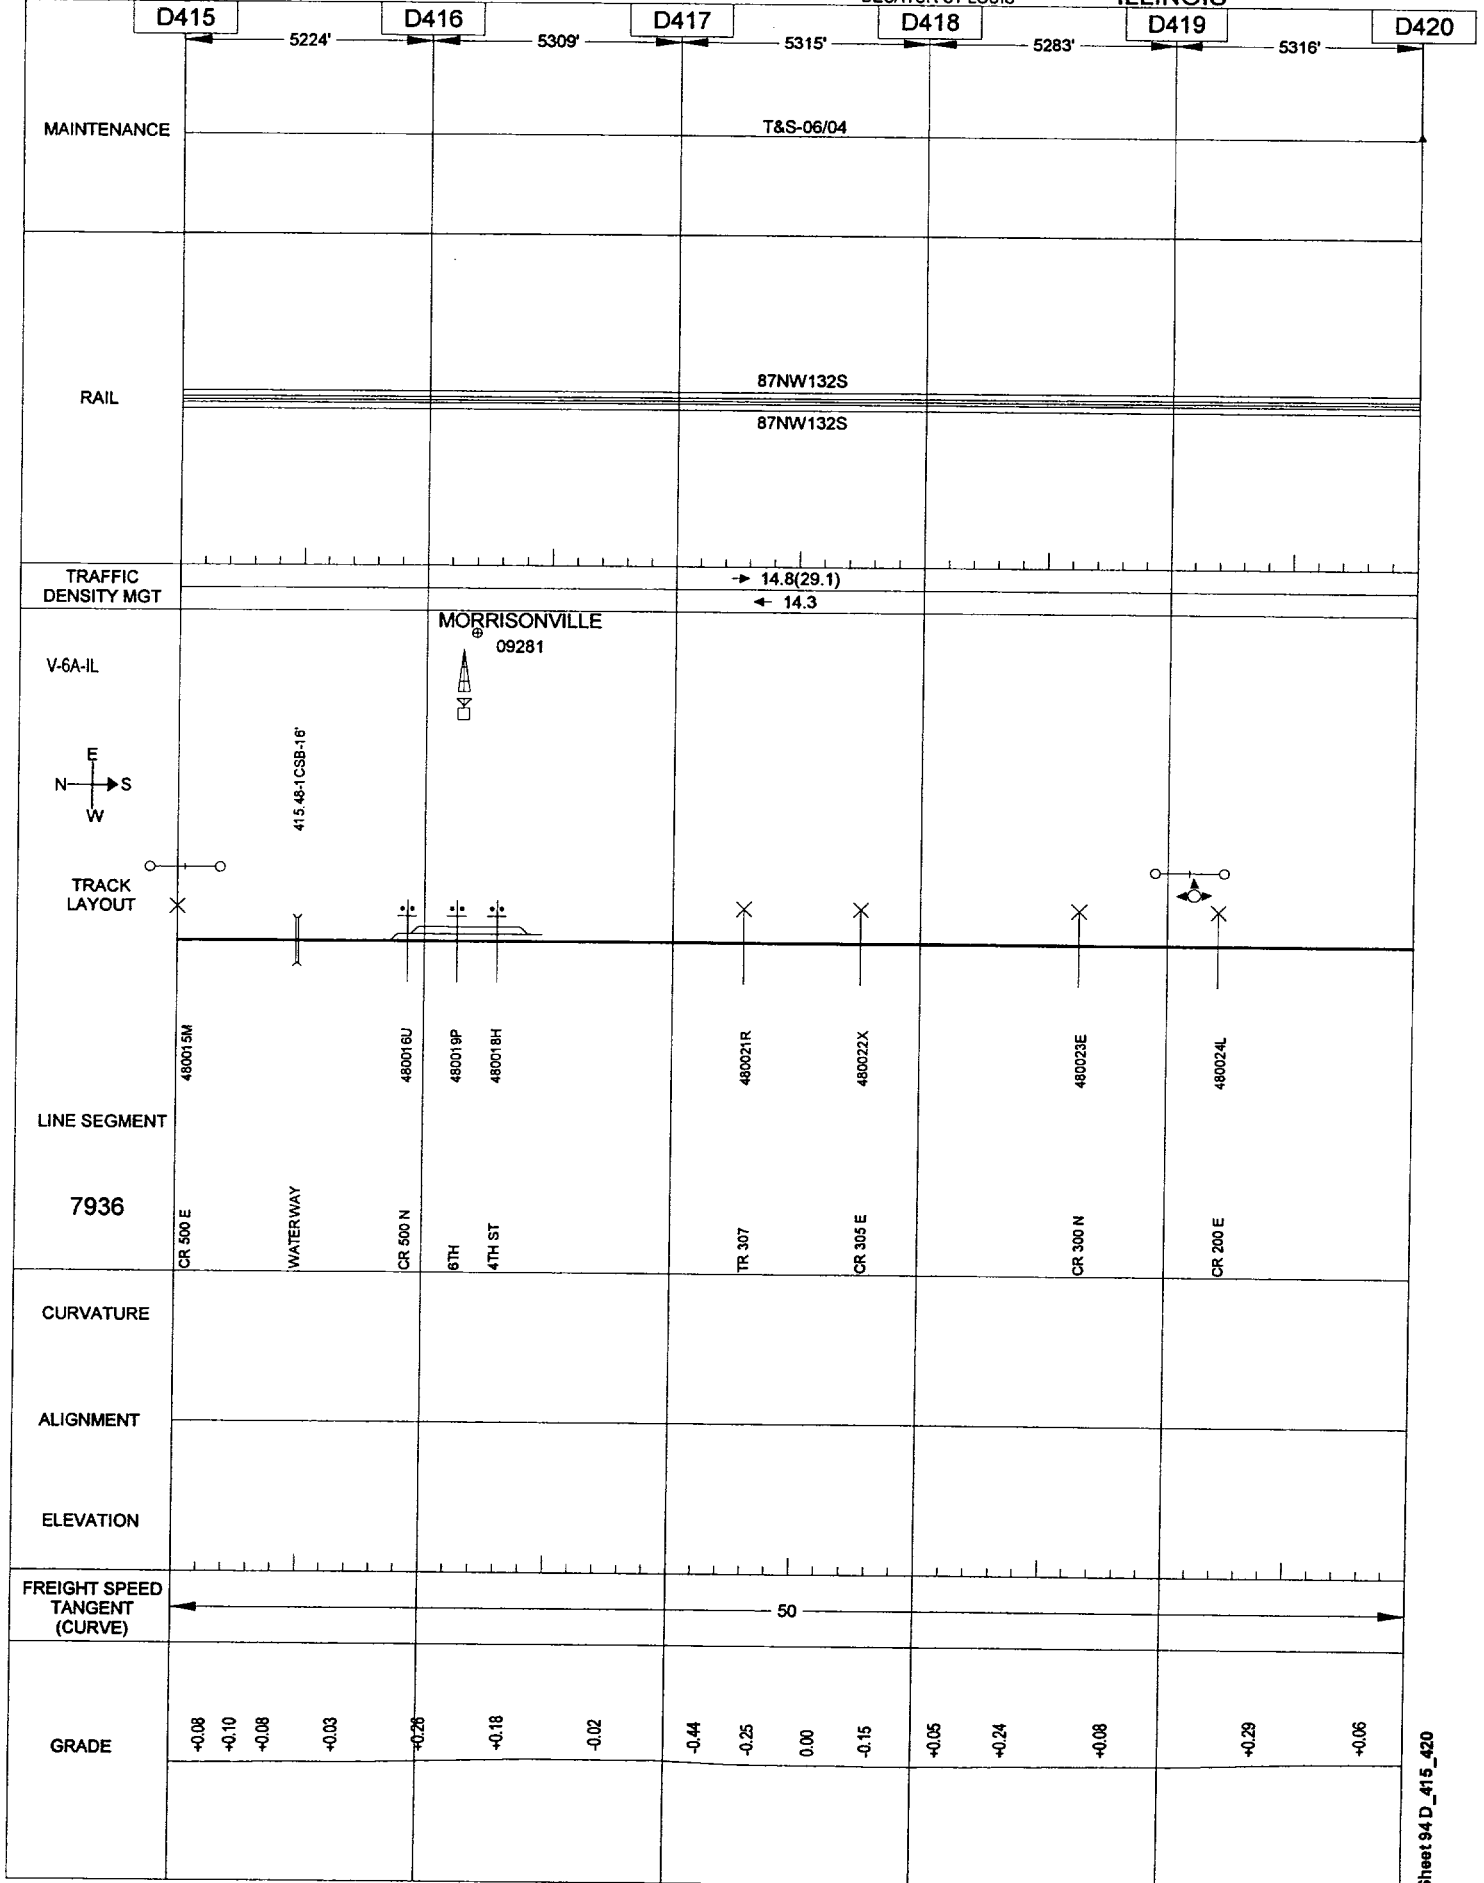 ILLINOIS
D415 D416 D417 D418 D419 D420
5224' 5309' 5315' 5283' 5316'
MAINTENANCE
T&S-06/04
RAIL
87NW132S
87NW132S
TRAFFIC
DENSITY MGT
14.8(29.1)
14.3
MORRISONVILLE
09281
V-6A-IL
E
N S
W
415.48-1CSB-16'
TRACK
LAYOUT
480015M
480016U
480019P
480018H
480021R
480022X
480023E
480024L
LINE SEGMENT
7936
CR 500 E
WATERWAY
CR 500 N
6TH
4TH ST
TR 307
CR 305 E
CR 300 N
CR 200 E
CURVATURE
ALIGNMENT
ELEVATION
FREIGHT SPEED
TANGENT
(CURVE)
50
GRADE
+0.08
+0.10
+0.08
+0.03
+0.26
+0.18
-0.02
-0.44
-0.25
0.00
-0.15
+0.05
+0.24
+0.08
+0.29
+0.06
Sheet 94 D_415_420